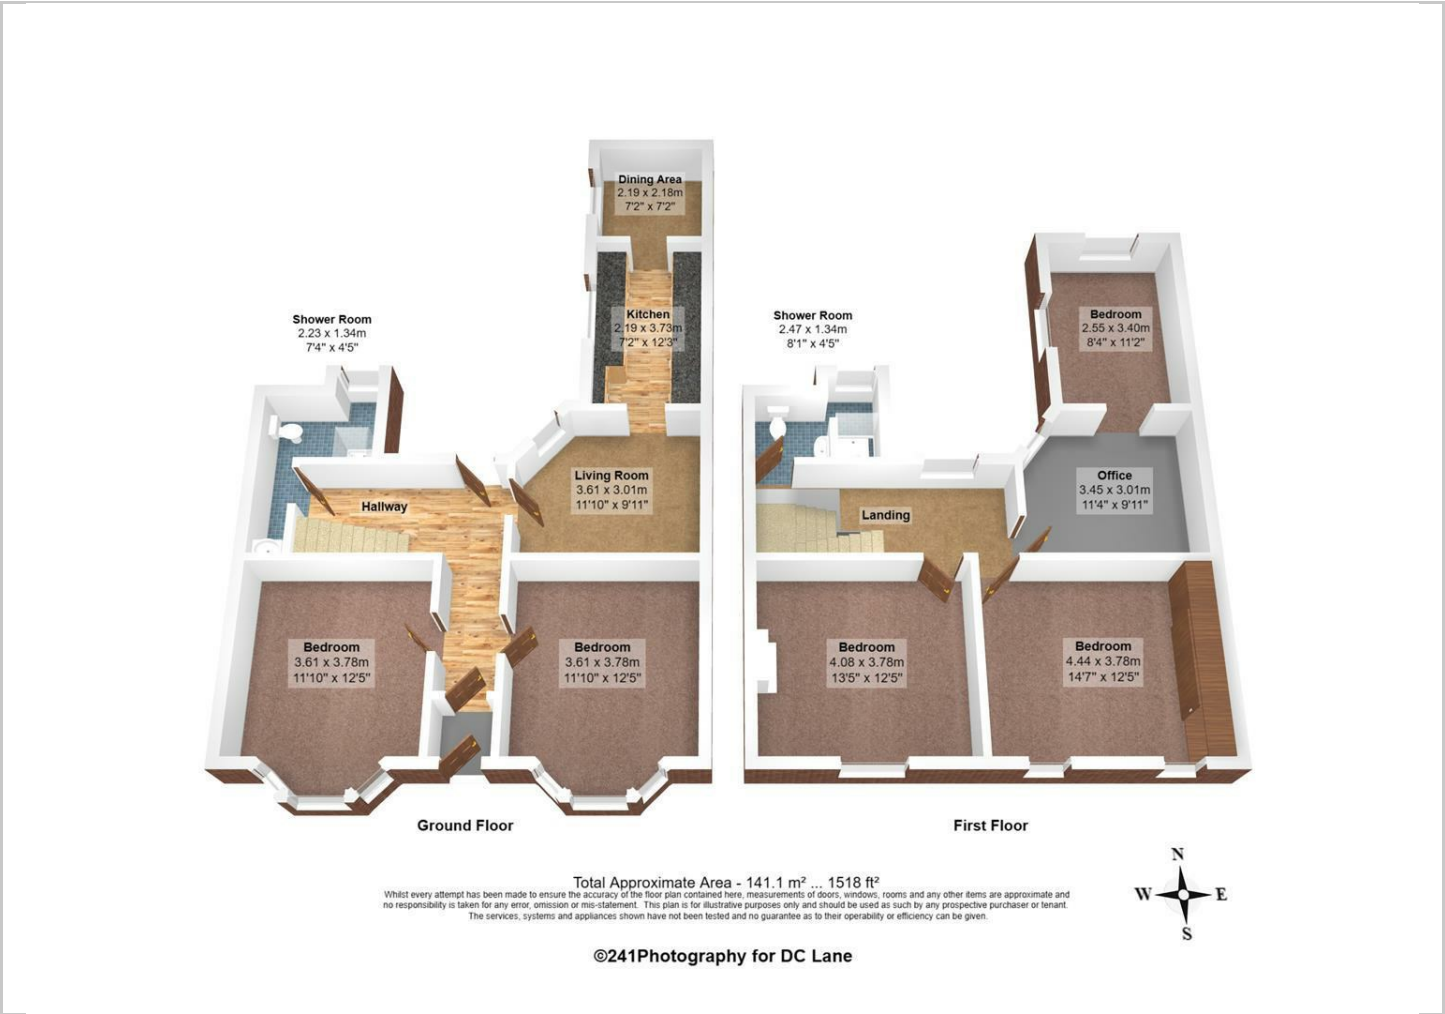 Dining Area
2.19 x 2.18m
7'2" x 7'2"
Kitchen
2.19 x 3.73m
7'2" x 12'3"
Shower Room
2.23 x 1.34m
7'4" x 4'5"
Living Room
3.61 x 3.01m
11'10" x 9'11"
Hallway
Bedroom
3.61 x 3.78m
11'10" x 12'5"
Bedroom
3.61 x 3.78m
11'10" x 12'5"
Ground Floor
Shower Room
2.47 x 1.34m
8'1" x 4'5"
Bedroom
2.55 x 3.40m
8'4" x 11'2"
Office
3.45 x 3.01m
11'4" x 9'11"
Landing
Bedroom
4.08 x 3.78m
13'5" x 12'5"
Bedroom
4.44 x 3.78m
14'7" x 12'5"
First Floor
Total Approximate Area - 141.1 m² ... 1518 ft²
Whilst every attempt has been made to ensure the accuracy of the floor plan contained here, measurements of doors, windows, rooms and any other items are approximate and
no responsibility is taken for any error, omission or mis-statement. This plan is for illustrative purposes only and should be used as such by any prospective purchaser or tenant.
The services, systems and appliances shown have not been tested and no guarantee as to their operability or efficiency can be given.
N
W E
S
©241Photography for DC Lane